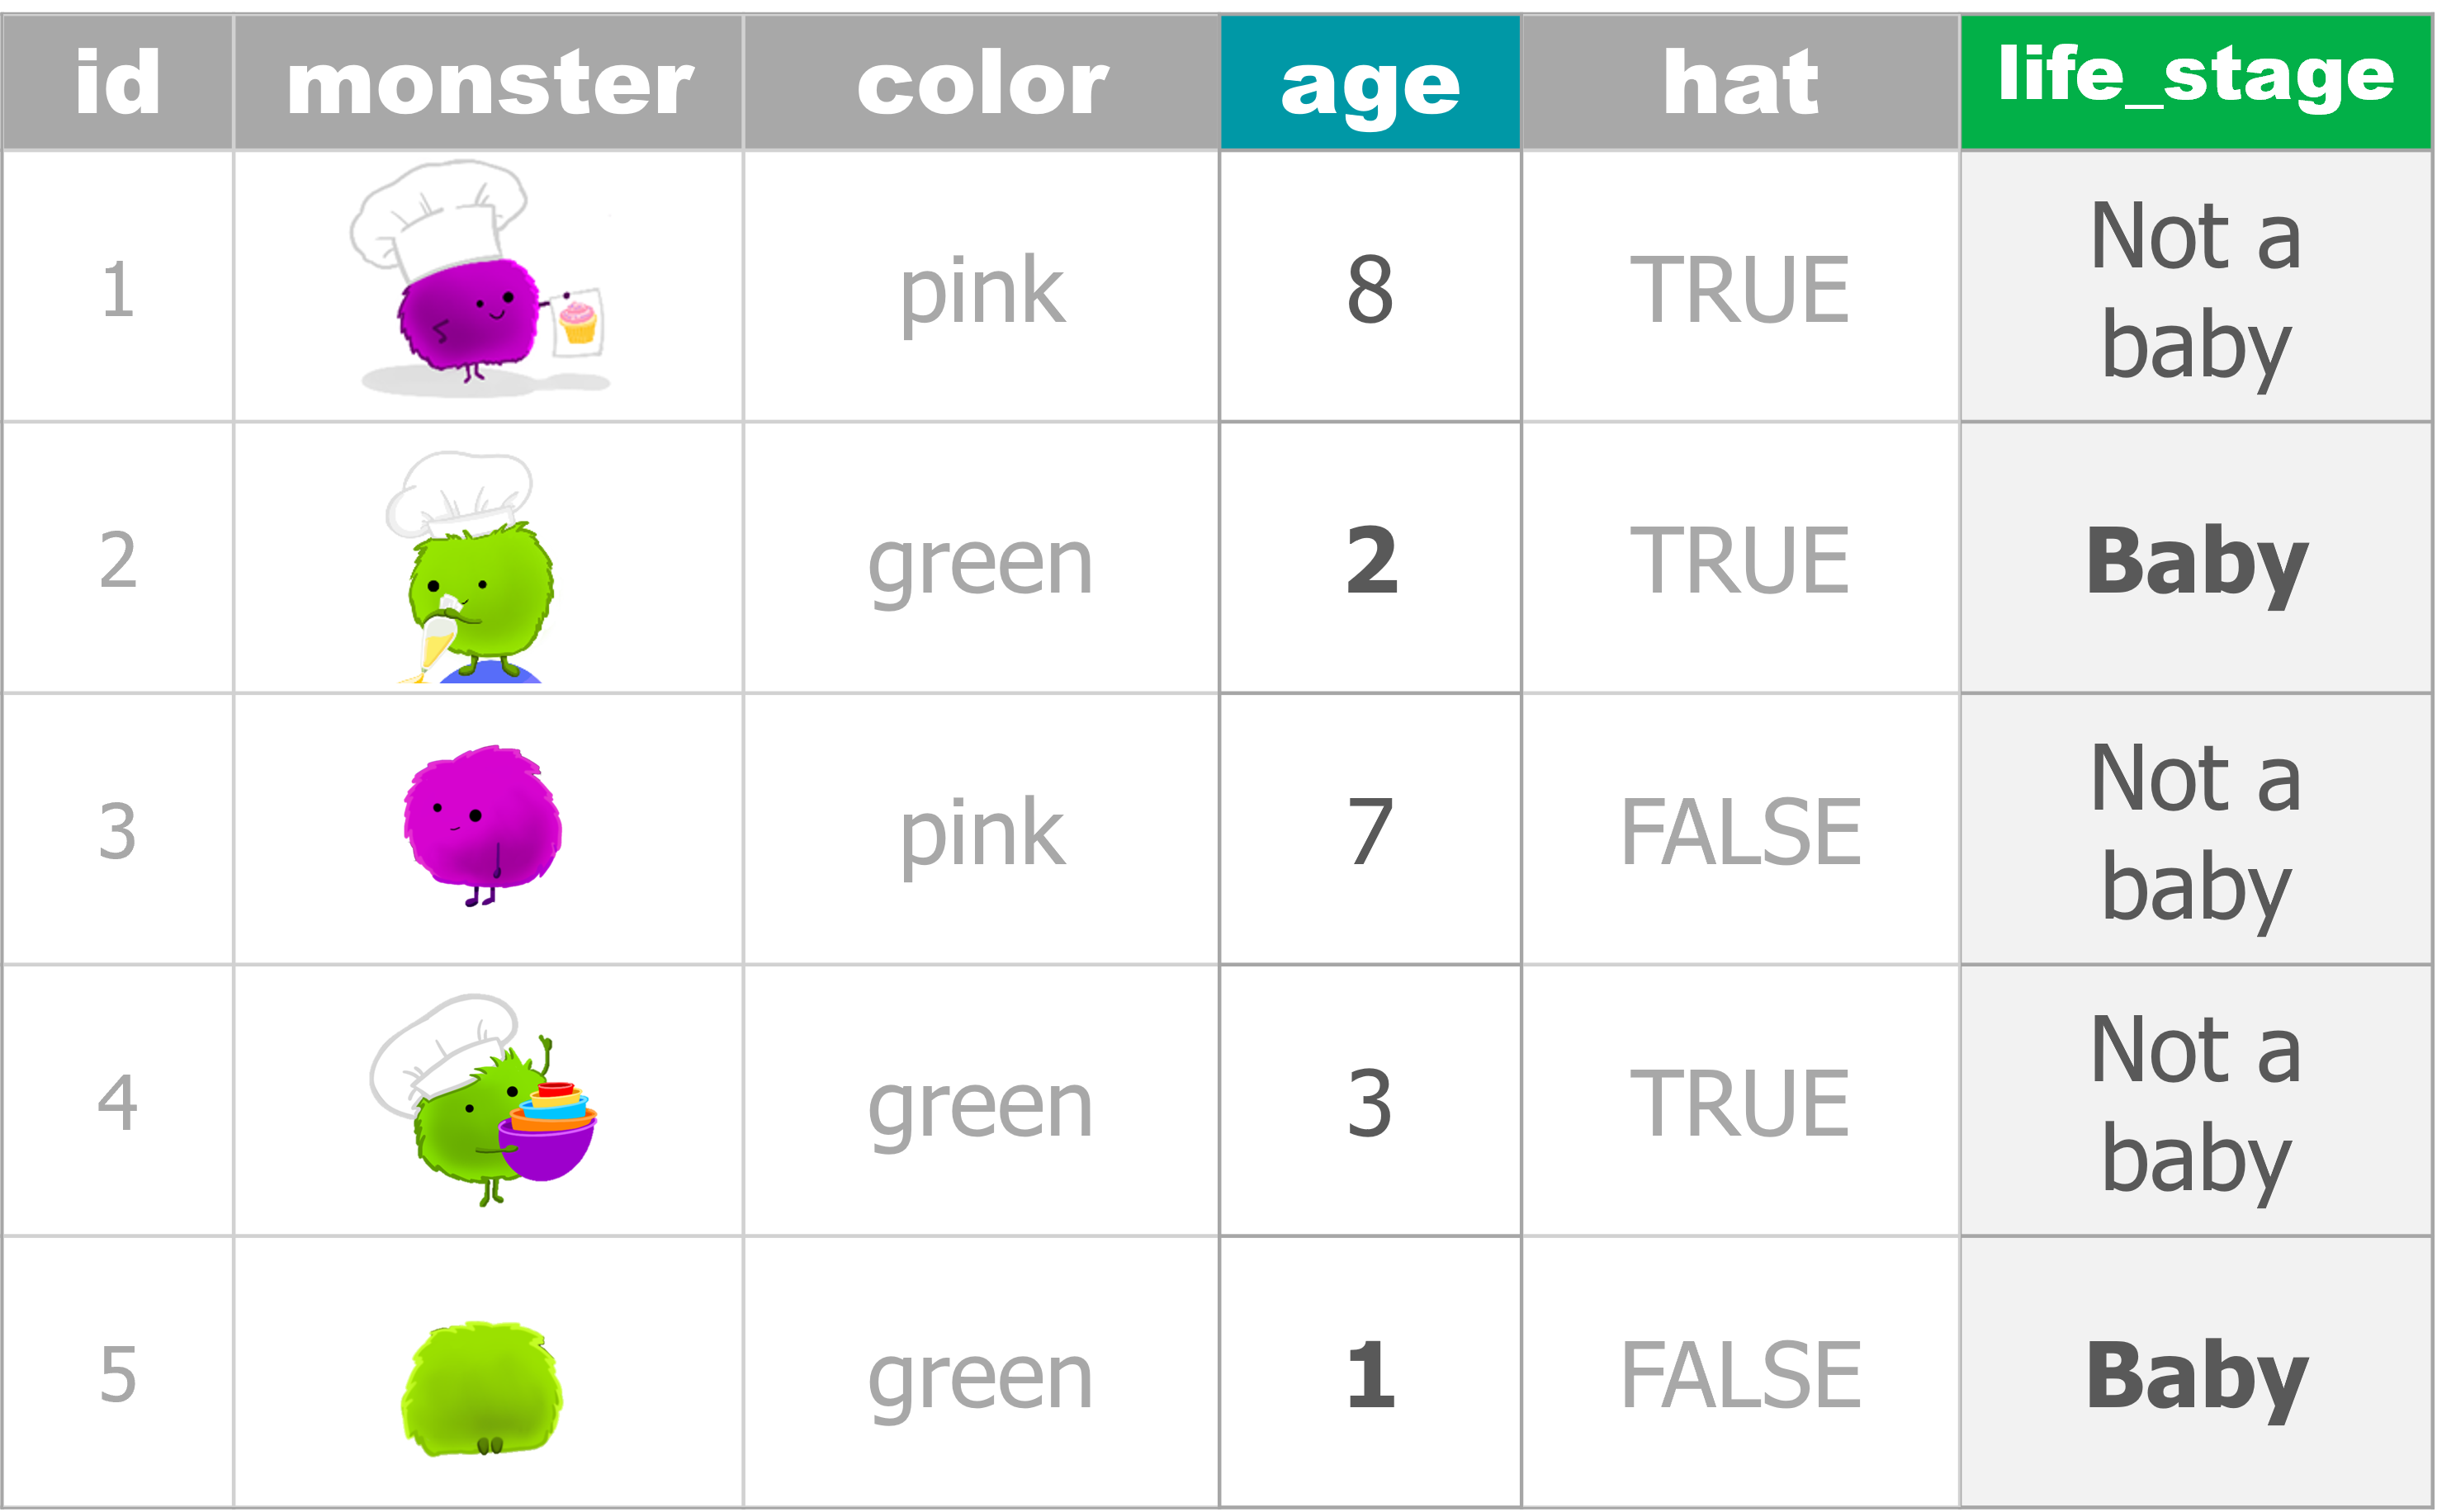 id monster color age hat life_stage
1 pink 8 TRUE Not a
baby
2 green 2 TRUE Baby
3 pink 7 FALSE Not a
baby
4 green 3 TRUE Not a
baby
5 green 1 FALSE Baby